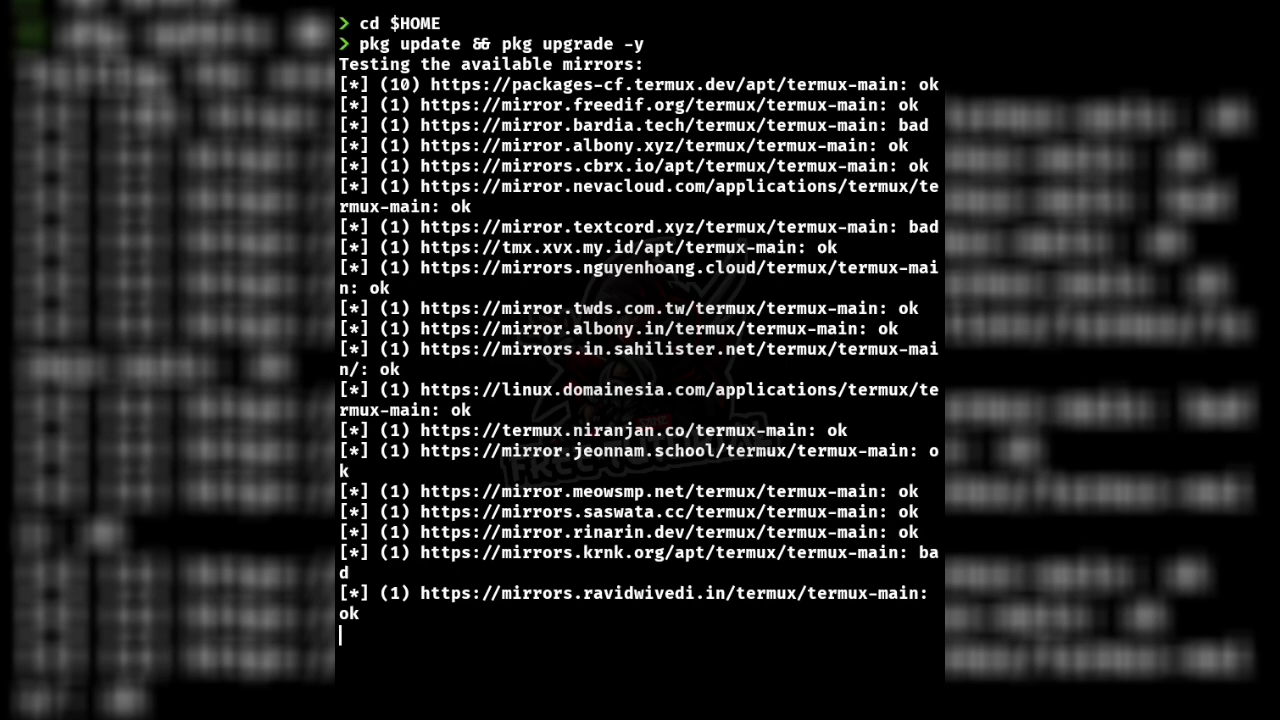 ❯ cd $HOME
❯ pkg update && pkg upgrade -y
Testing the available mirrors:
[*] (10) https://packages-cf.termux.dev/apt/termux-main: ok
[*] (1) https://mirror.freedif.org/termux/termux-main: ok
[*] (1) https://mirror.bardia.tech/termux/termux-main: bad
[*] (1) https://mirror.albony.xyz/termux/termux-main: ok
[*] (1) https://mirrors.cbrx.io/apt/termux/termux-main: ok
[*] (1) https://mirror.nevacloud.com/applications/termux/te
rmux-main: ok
[*] (1) https://mirror.textcord.xyz/termux/termux-main: bad
[*] (1) https://tmx.xvx.my.id/apt/termux-main: ok
[*] (1) https://mirrors.nguyenhoang.cloud/termux/termux-mai
n: ok
[*] (1) https://mirror.twds.com.tw/termux/termux-main: ok
[*] (1) https://mirror.albony.in/termux/termux-main: ok
[*] (1) https://mirrors.in.sahilister.net/termux/termux-mai
n/: ok
[*] (1) https://linux.domainesia.com/applications/termux/te
rmux-main: ok
[*] (1) https://termux.niranjan.co/termux-main: ok
[*] (1) https://mirror.jeonnam.school/termux/termux-main: o
k
[*] (1) https://mirror.meowsmp.net/termux/termux-main: ok
[*] (1) https://mirror.saswata.cc/termux/termux-main: ok
[*] (1) https://mirror.rinarin.dev/termux/termux-main: ok
[*] (1) https://mirrors.krnk.org/apt/termux/termux-main: ba
d
[*] (1) https://mirrors.ravidwivedi.in/termux/termux-main:
ok